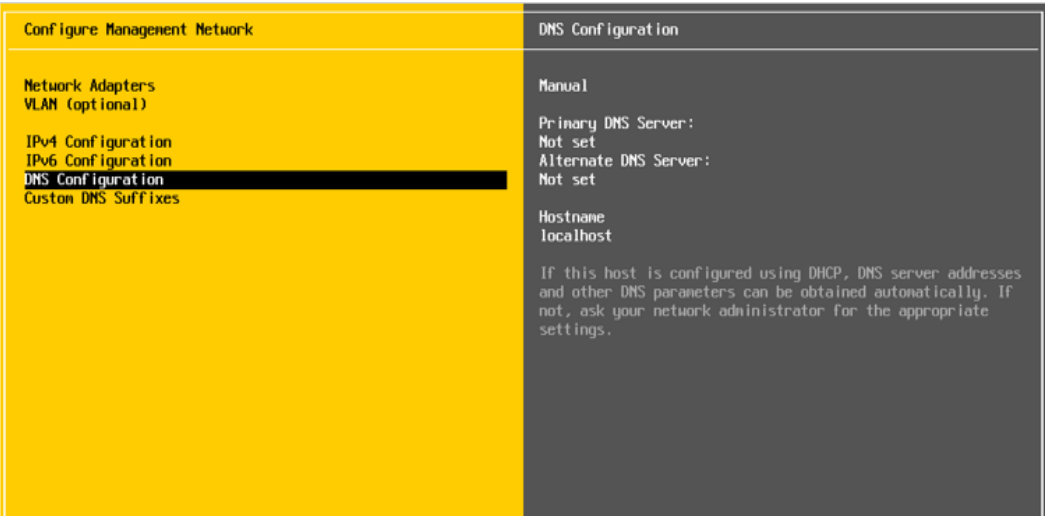 Configure Management Network
Network Adapters
VLAN (optional)
IPv4 Configuration
IPv6 Configuration
DNS Configuration
Custom DNS Suffixes
DNS Configuration
Manual
Primary DNS Server:
Not set
Alternate DNS Server:
Not set
Hostname
localhost
If this host is configured using DHCP, DNS server addresses
and other DNS parameters can be obtained automatically. If
not, ask your network administrator for the appropriate
settings.